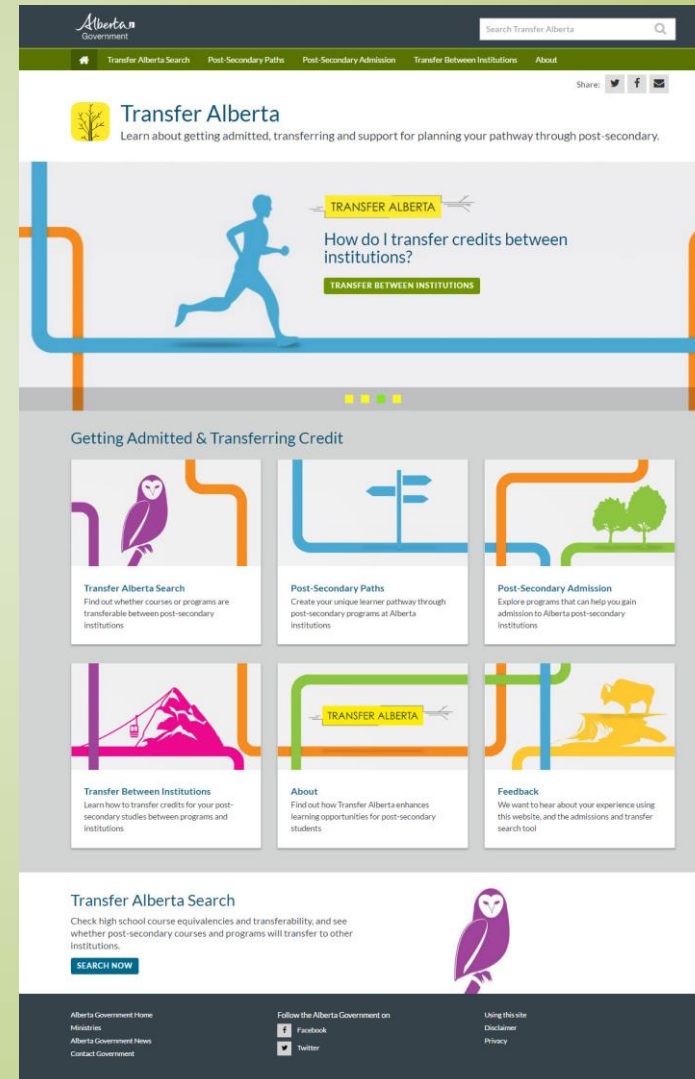 Alberta
Government
Search Transfer Alberta
Transfer Alberta Search Post-Secondary Paths Post-Secondary Admission Transfer Between Institutions About
Share:
Transfer Alberta
Learn about getting admitted, transferring and support for planning your pathway through post-secondary.
TRANSFER ALBERTA
How do I transfer credits between
institutions?
TRANSFER BETWEEN INSTITUTIONS
Getting Admitted & Transferring Credit
Transfer Alberta Search
Find out whether courses or programs are
transferable between post-secondary
institutions
Post-Secondary Paths
Create your unique learner pathway through
post-secondary programs at Alberta
institutions
Post-Secondary Admission
Explore programs that can help you gain
admission to Alberta post-secondary
institutions
Transfer Between Institutions
Learn how to transfer credits for your post-
secondary studies between programs and
institutions
TRANSFER ALBERTA
About
Find out how Transfer Alberta enhances
learning opportunities for post-secondary
students
Feedback
We want to hear about your experience using
this website, and the admissions and transfer
search tool
Transfer Alberta Search
Check high school course equivalencies and transferability, and see
whether post-secondary courses and programs will transfer to other
institutions.
SEARCH NOW
Alberta Government Home
Ministries
Alberta Government News
Contact Government
Follow the Alberta Government on
Facebook
Twitter
Using this site
Disclaimer
Privacy